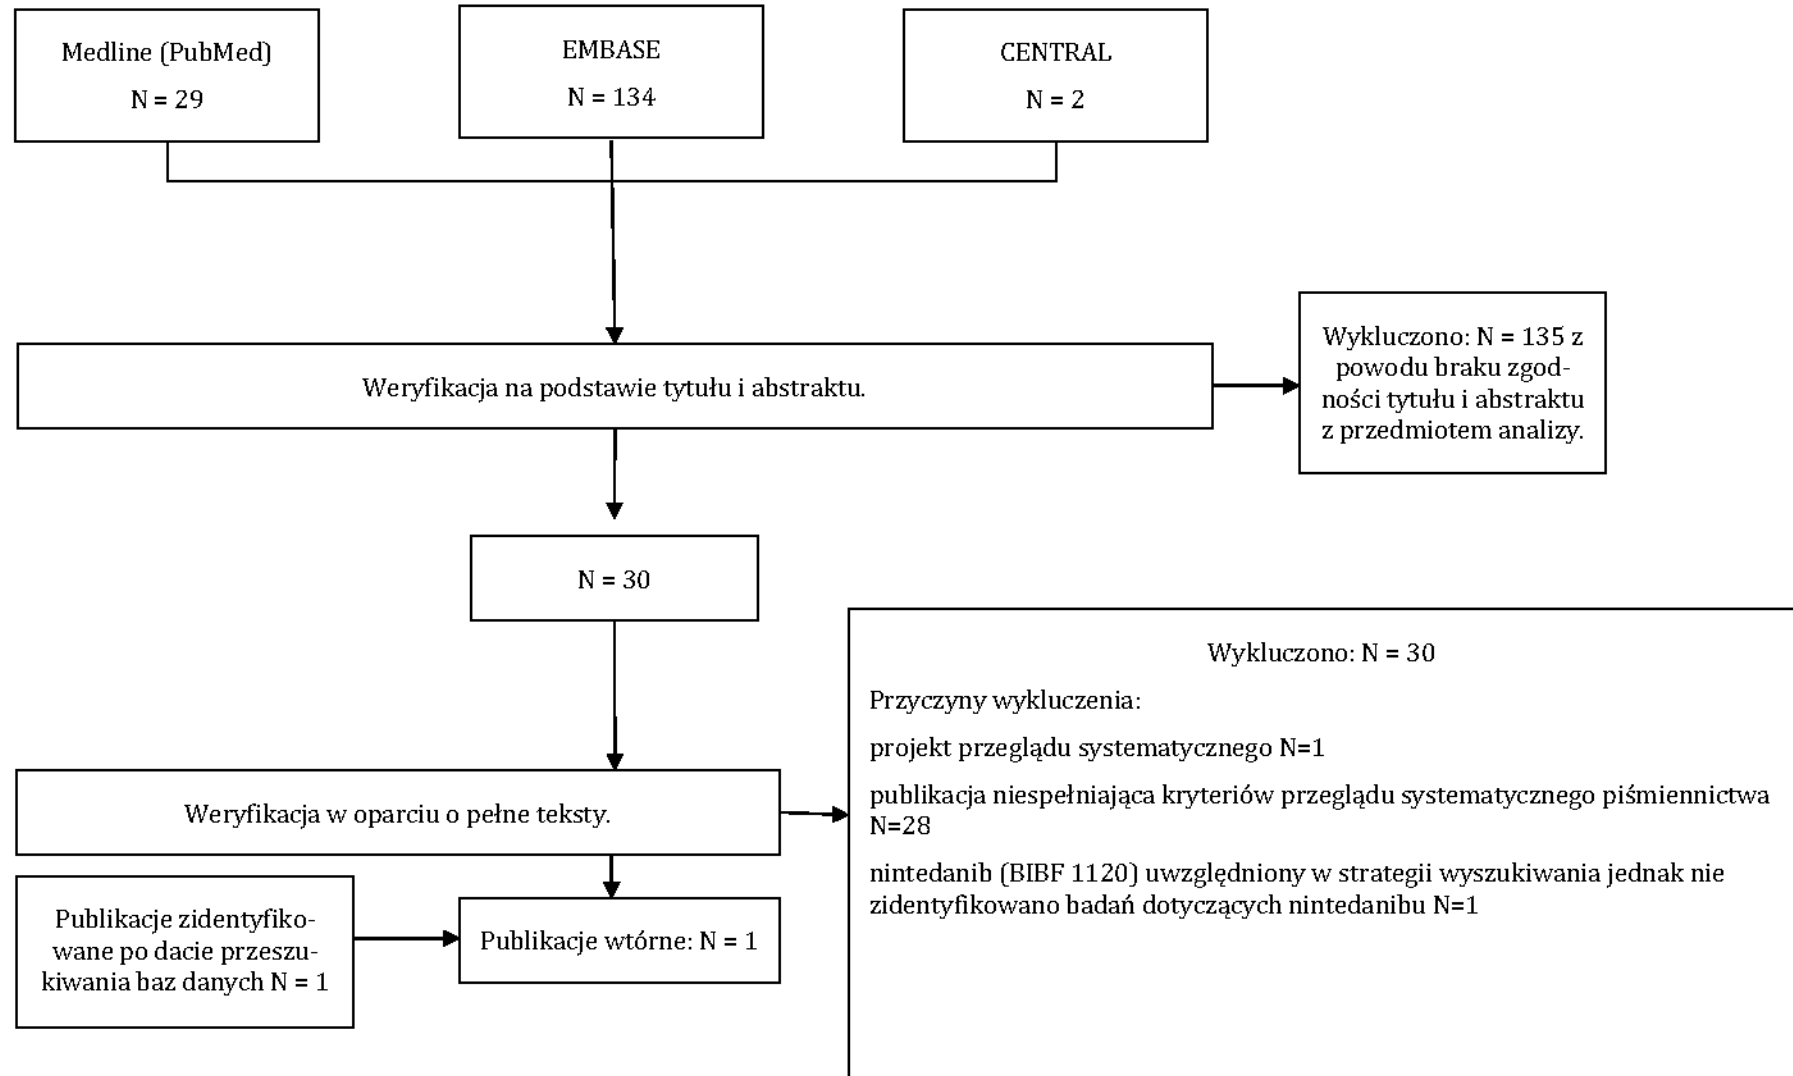 Medline (PubMed)
N = 29
EMBASE
N = 134
CENTRAL
N = 2
Wykluczono: N = 135 z
powodu braku zgod-
ności tytułu i abstraktu
z przedmiotem analizy.
Weryfikacja na podstawie tytułu i abstraktu.
N = 30
Wykluczono: N = 30
Przyczyny wykluczenia:
projekt przeglądu systematycznego N=1
publikacja niespełniająca kryteriów przeglądu systematycznego piśmiennictwa
N=28
nintedanib (BIBF 1120) uwzględniony w strategii wyszukiwania jednak nie
zidentyfikowano badań dotyczących nintedanibu N=1
Weryfikacja w oparciu o pełne teksty.
Publikacje zidentyfiko-
wane po dacie przeszu-
kiwania baz danych N = 1
Publikacje wtórne: N = 1